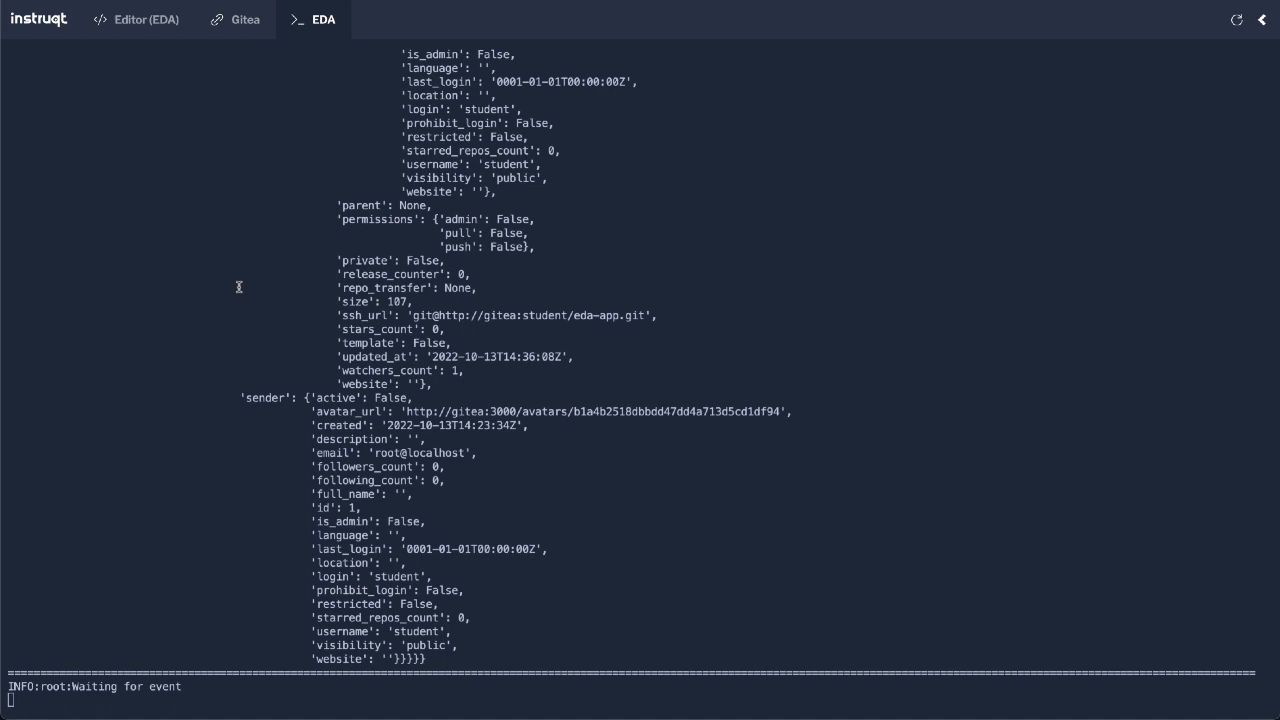 instruqt
</> Editor (EDA)
Gitea
>_ EDA
'is_admin': False,
'language': '',
'last_login': '0001-01-01T00:00:00Z',
'location': '',
'login': 'student',
'prohibit_login': False,
'restricted': False,
'starred_repos_count': 0,
'username': 'student',
'visibility': 'public',
'website': ''},
'parent': None,
'permissions': {'admin': False,
'pull': False,
'push': False},
'private': False,
'release_counter': 0,
'repo_transfer': None,
'size': 107,
'ssh_url': 'git@http://gitea:student/eda-app.git',
'stars_count': 0,
'template': False,
'updated_at': '2022-10-13T14:36:08Z',
'watchers_count': 1,
'website': ''},
'sender': {'active': False,
'avatar_url': 'http://gitea:3000/avatars/b1a4b2518dbbdd47dd4a713d5cd1df94',
'created': '2022-10-13T14:23:34Z',
'description': '',
'email': 'root@localhost',
'followers_count': 0,
'following_count': 0,
'full_name': '',
'id': 1,
'is_admin': False,
'language': '',
'last_login': '0001-01-01T00:00:00Z',
'location': '',
'login': 'student',
'prohibit_login': False,
'restricted': False,
'starred_repos_count': 0,
'username': 'student',
'visibility': 'public',
'website': ''}}}}}
INFO:root:Waiting for event